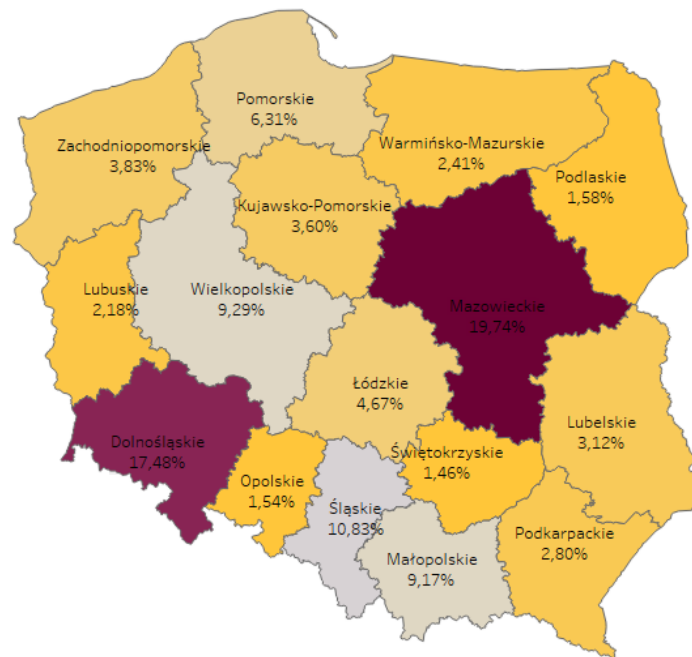 Pomorskie
6,31%
Zachodniopomorskie
3,83%
Warmińsko-Mazurskie
2,41%
Podlaskie
1,58%
Kujawsko-Pomorskie
3,60%
Lubuskie
2,18%
Wielkopolskie
9,29%
Mazowieckie
19,74%
Łódzkie
4,67%
Lubelskie
3,12%
Dolnośląskie
17,48%
Opolskie
1,54%
Świętokrzyskie
1,46%
Śląskie
10,83%
Podkarpackie
2,80%
Małopolskie
9,17%